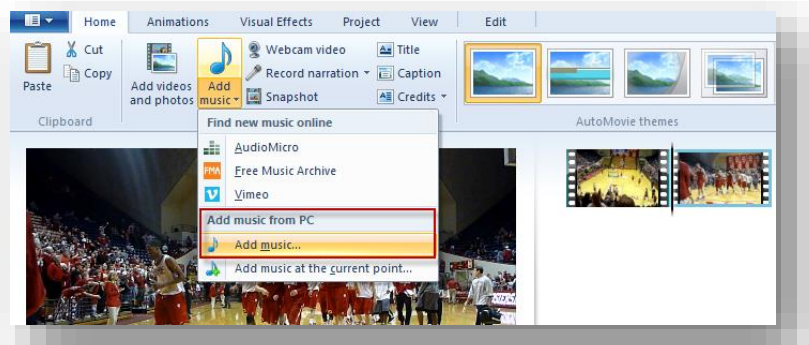 Home Animations Visual Effects Project View Edit
Cut
Copy
Paste
Clipboard
Add videos
and photos
Add
music
Webcam video
Record narration
Snapshot
Title
Caption
Credits
AutoMovie themes
Find new music online
AudioMicro
FMA
Free Music Archive
Vimeo
Add music from PC
Add music...
Add music at the current point...